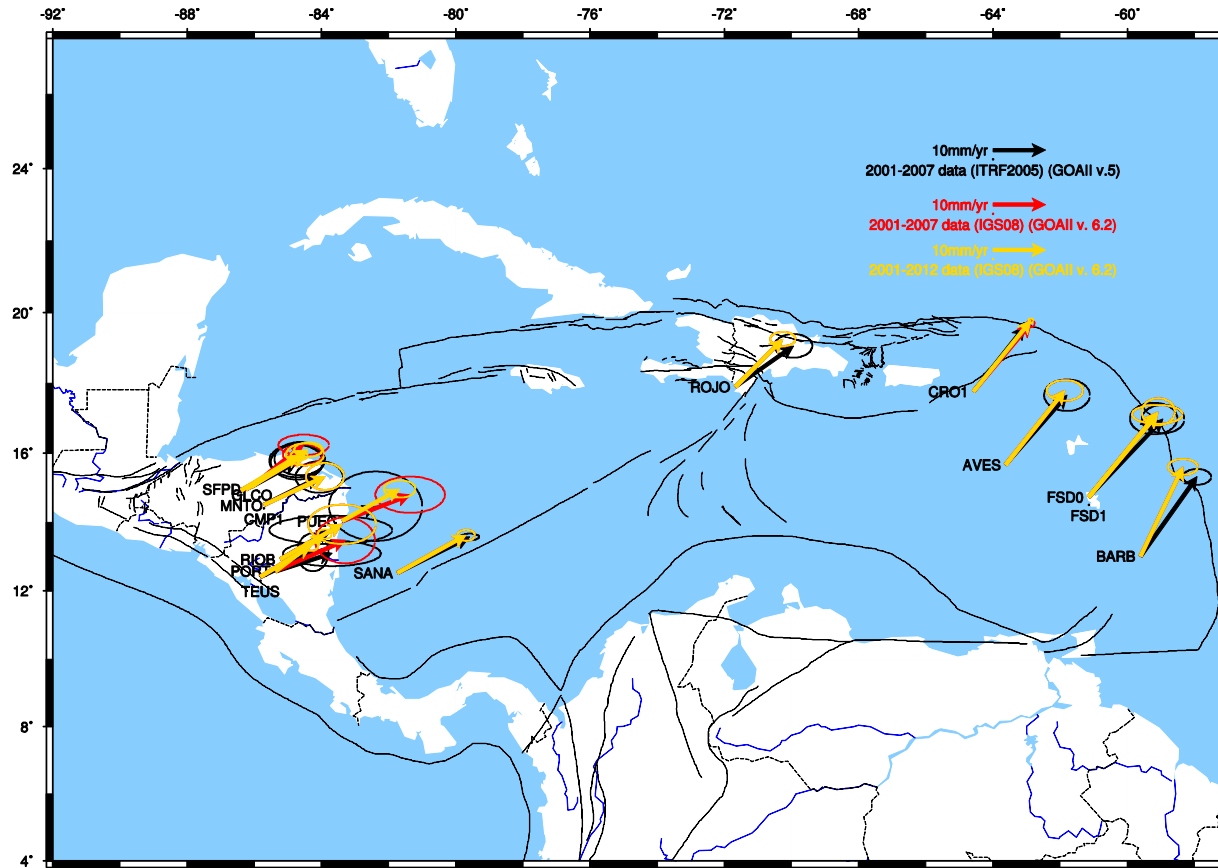 -92˚ -88˚ -84˚ -80˚ -76˚ -72˚ -68˚ -64˚ -60˚
10mm/yr
2001-2007 data (ITRF2005) (GOAII v.5)
24˚
10mm/yr
2001-2007 data (IGS08) (GOAII v. 6.2)
10mm/yr
2001-2012 data (IGS08) (GOAII v. 6.2)
20˚
ROJO
CRO1
16˚
AVES
SFPD
GLCO
MNTO
FSD0
CMP1
FSD1
BARB
RIOB
SANA
TEUS
12˚
8˚
4˚